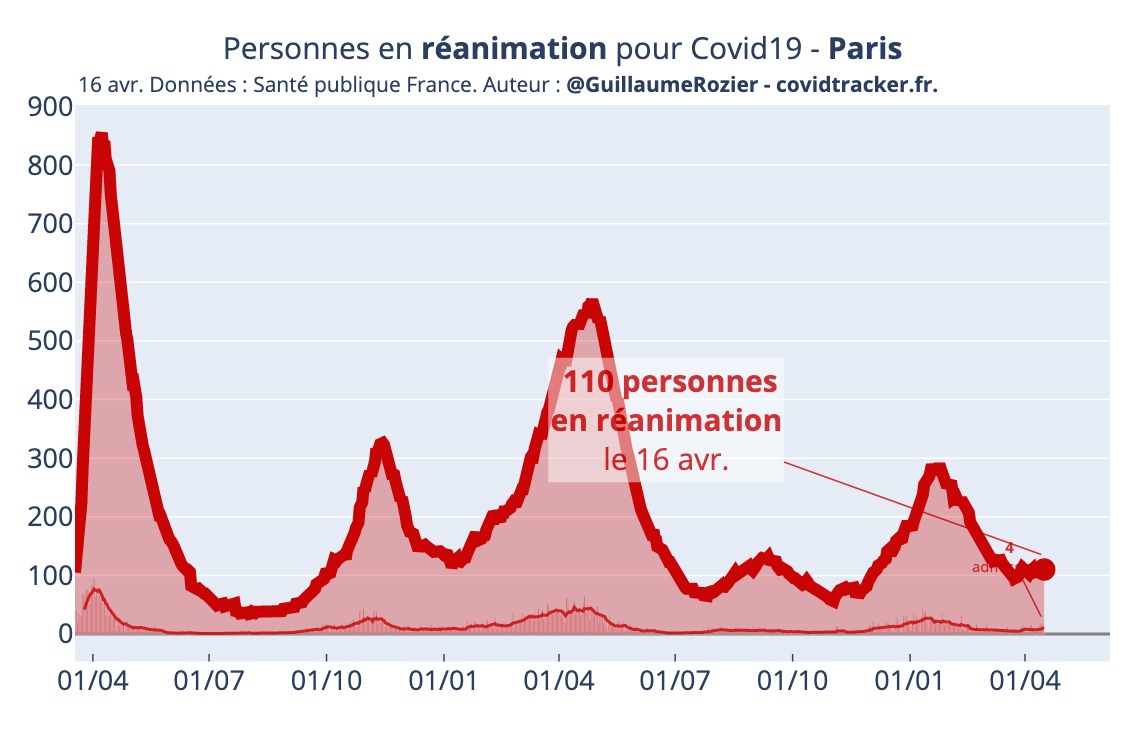 Personnes en réanimation pour Covid19 - Paris
16 avr. Données : Santé publique France. Auteur : @GuillaumeRozier - covidtracker.fr.
900
800
700
600
500
400
300
200
100
0
110 personnes
en réanimation
le 16 avr.
4
01/04 01/07 01/10 01/01 01/04 01/07 01/10 01/01 01/04